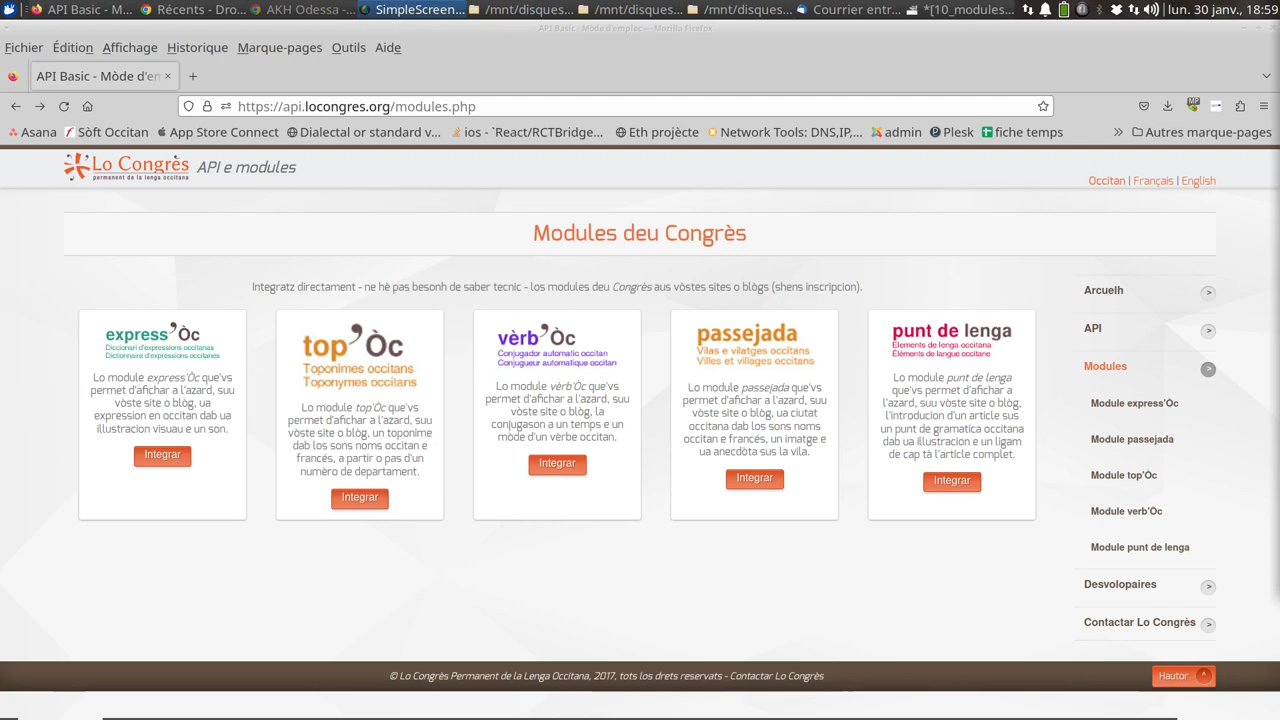 API Basic - M...
Récents - Dro...
AKH Odessa -...
SimpleScreen...
/mnt/disques...
/mnt/disques...
/mnt/disques...
Courrier entr...
*[10_modules...
lun. 30 janv., 18:59
API Basic - Mòde d'emplec — Mozilla Firefox
Fichier Édition Affichage Historique Marque-pages Outils Aide
API Basic - Mòde d'en
https://api.locongres.org/modules.php
Asana Sòft Occitan App Store Connect Dialectal or standard v... ios - `React/RCTBridge... Eth projècte Network Tools: DNS,IP,... admin Plesk fiche temps » Autres marque-pages
Lo Congrès
permanent de la lenga occitana
API e modules
Occitan | Français | English
Modules deu Congrès
Integratz directament - ne hè pas besonh de saber tecnic - los modules deu Congrès aus vòstes sites o blògs (shens inscripcion).
express'Òc
Diccionari d'expressions occitanas
Dictionnaire d'expressions occitanes
Lo module express'Òc que'vs
permet d'afichar a l'azard, suu
vòste site o blòg, ua
expression en occitan dab ua
illustracion visuau e un son.
Integrar
top'Òc
Toponimes occitans
Toponymes occitans
Lo module top'Òc que'vs
permet d'afichar a l'azard, suu
vòste site o blòg, un toponime
dab los sons noms occitan e
francés, a partir o pas d'un
numèro de departament.
Integrar
vèrb'Òc
Conjugador automatic occitan
Conjugueur automatique occitan
Lo module vèrb'Òc que'vs
permet d'afichar a l'azard, suu
vòste site o blòg, la
conjugason a un temps e un
mòde d'un vèrbe occitan.
Integrar
passejada
Vilas e vilatges occitans
Villes et villages occitans
Lo module passejada que'vs
permet d'afichar a l'azard, suu
vòste site o blòg, ua ciutat
occitana dab los sons noms
occitan e francés, un imatge e
ua anecdòta sus la vila.
Integrar
punt de lenga
Elements de lenga occitana
Éléments de langue occitane
Lo module punt de lenga
que'vs permet d'afichar a
l'azard, suu vòste site o blòg,
l'introduccion d'un article sus
un punt de gramatica occitana
dab ua illustracion e un ligam
de cap tà l'article complet.
Integrar
Arcuelh >
API >
Modules >
Module express'Òc
Module passejada
Module top'Òc
Module verb'Òc
Module punt de lenga
Desvolopaires >
Contactar Lo Congrès >
© Lo Congrès Permanent de la Lenga Occitana, 2017, tots los drets reservats - Contactar Lo Congrès
Hautor ^